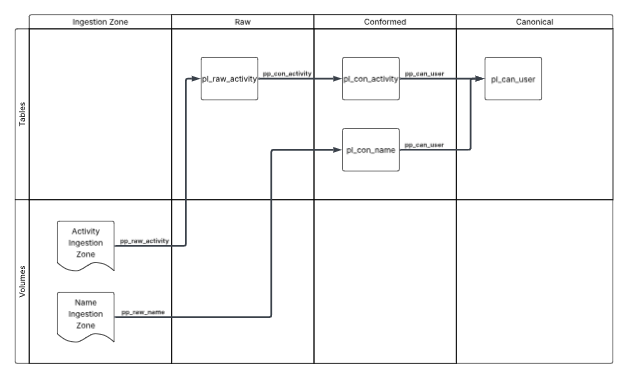 Ingestion Zone
Raw
Conformed
Canonical
Tables
pl_raw_activity
pp_con_activity
pl_con_activity
pp_can_user
pl_can_user
pl_con_name
pp_can_user
Volumes
Activity
Ingestion
Zone
pp_raw_activity
Name
Ingestion
Zone
pp_raw_name